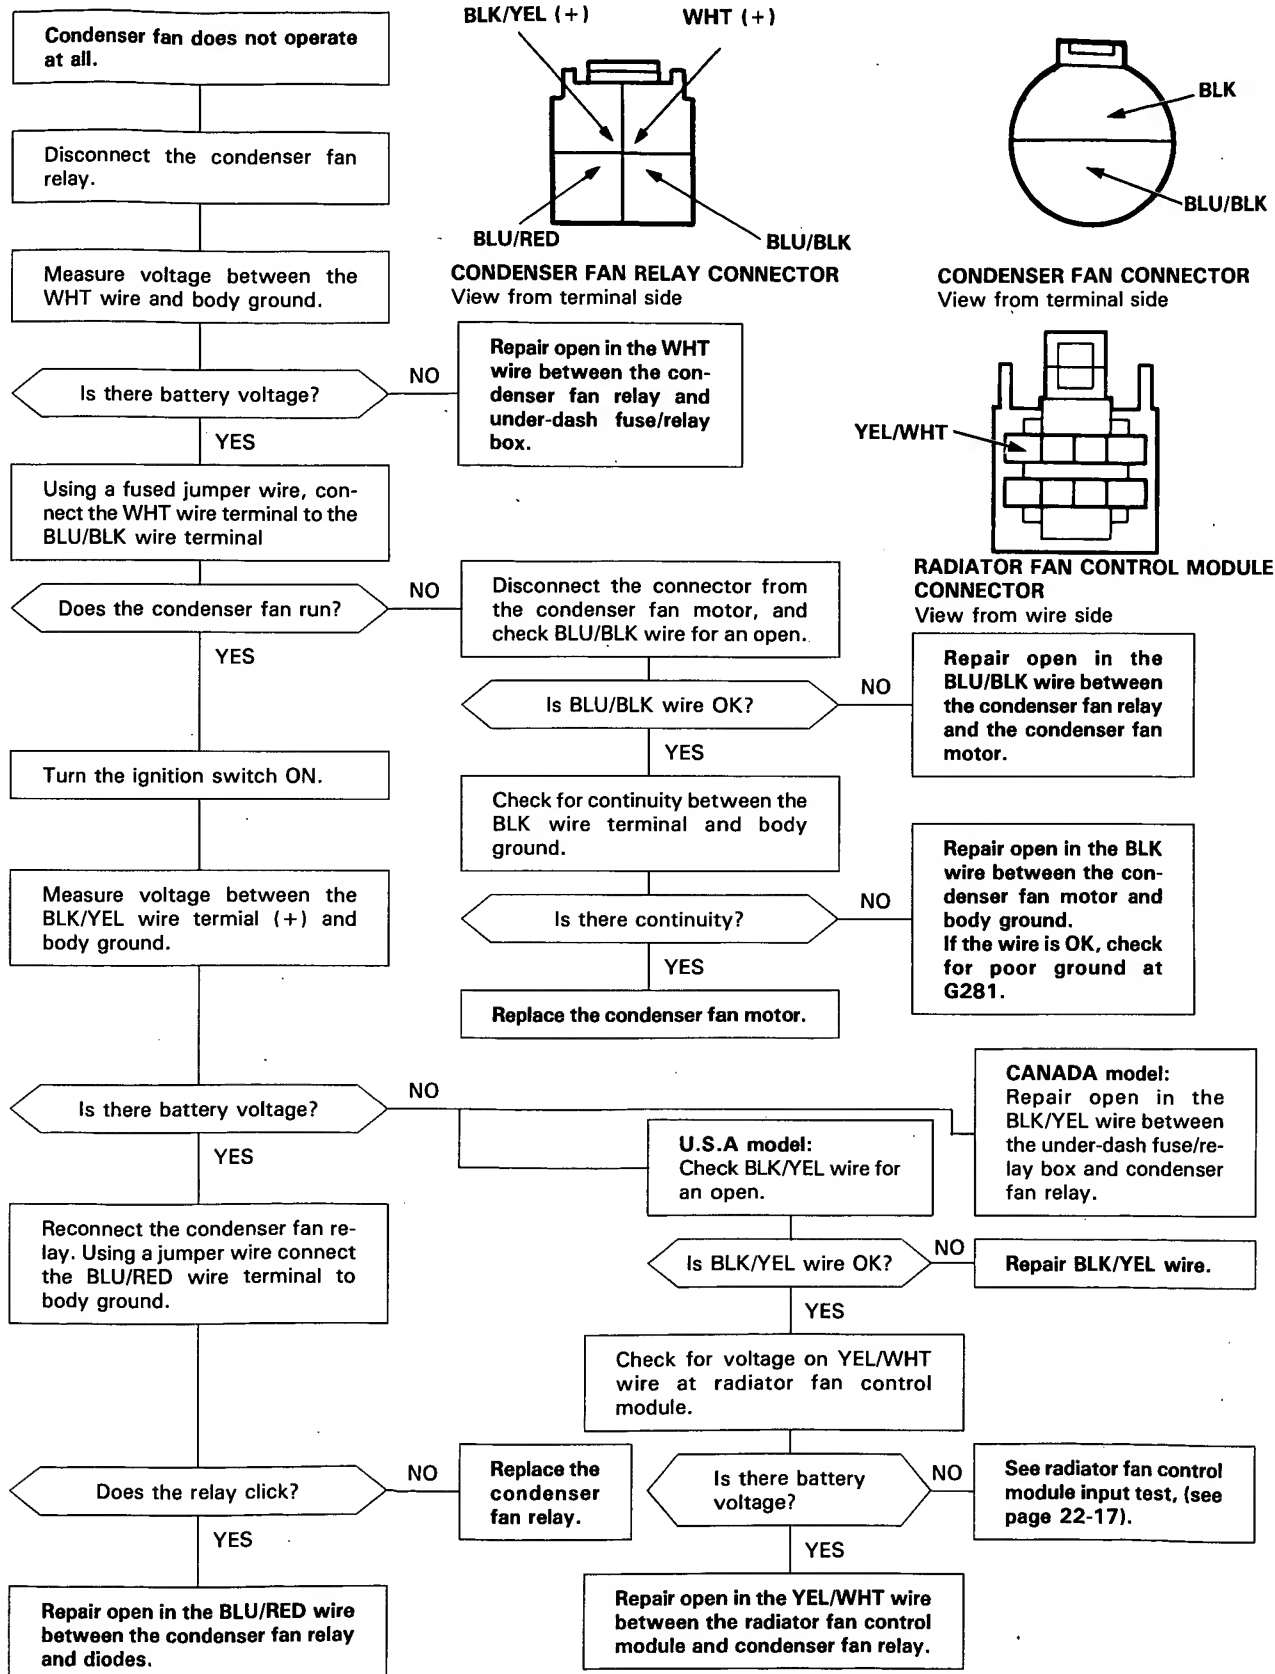 Condenser fan does not operate
at all.
Disconnect the condenser fan
relay.
Measure voltage between the
WHT wire and body ground.
Is there battery voltage?
NO
Repair open in the WHT
wire between the con-
denser fan relay and
under-dash fuse/relay
box.
YES
Using a fused jumper wire, con-
nect the WHT wire terminal to the
BLU/BLK wire terminal
Does the condenser fan run?
NO
Disconnect the connector from
the condenser fan motor, and
check BLU/BLK wire for an open.
Is BLU/BLK wire OK?
NO
Repair open in the
BLU/BLK wire between
the condenser fan relay
and the condenser fan
motor.
YES
Check for continuity between the
BLK wire terminal and body
ground.
Is there continuity?
NO
Repair open in the BLK
wire between the con-
denser fan motor and
body ground.
If the wire is OK, check
for poor ground at
G281.
YES
Replace the condenser fan motor.
YES
Turn the ignition switch ON.
Measure voltage between the
BLK/YEL wire termial (+) and
body ground.
Is there battery voltage?
NO
CANADA model:
Repair open in the
BLK/YEL wire between
the under-dash fuse/re-
lay box and condenser
fan relay.
U.S.A model:
Check BLK/YEL wire for
an open.
Is BLK/YEL wire OK?
NO
Repair BLK/YEL wire.
YES
Check for voltage on YEL/WHT
wire at radiator fan control
module.
Is there battery
voltage?
NO
See radiator fan control
module input test, (see
page 22-17).
YES
Repair open in the YEL/WHT wire
between the radiator fan control
module and condenser fan relay.
YES
Reconnect the condenser fan re-
lay. Using a jumper wire connect
the BLU/RED wire terminal to
body ground.
Does the relay click?
NO
Replace the
condenser
fan relay.
YES
Repair open in the BLU/RED wire
between the condenser fan relay
and diodes.
BLK/YEL (+)
WHT (+)
BLU/RED
BLU/BLK
CONDENSER FAN RELAY CONNECTOR
View from terminal side
BLK
BLU/BLK
CONDENSER FAN CONNECTOR
View from terminal side
YEL/WHT
RADIATOR FAN CONTROL MODULE
CONNECTOR
View from wire side